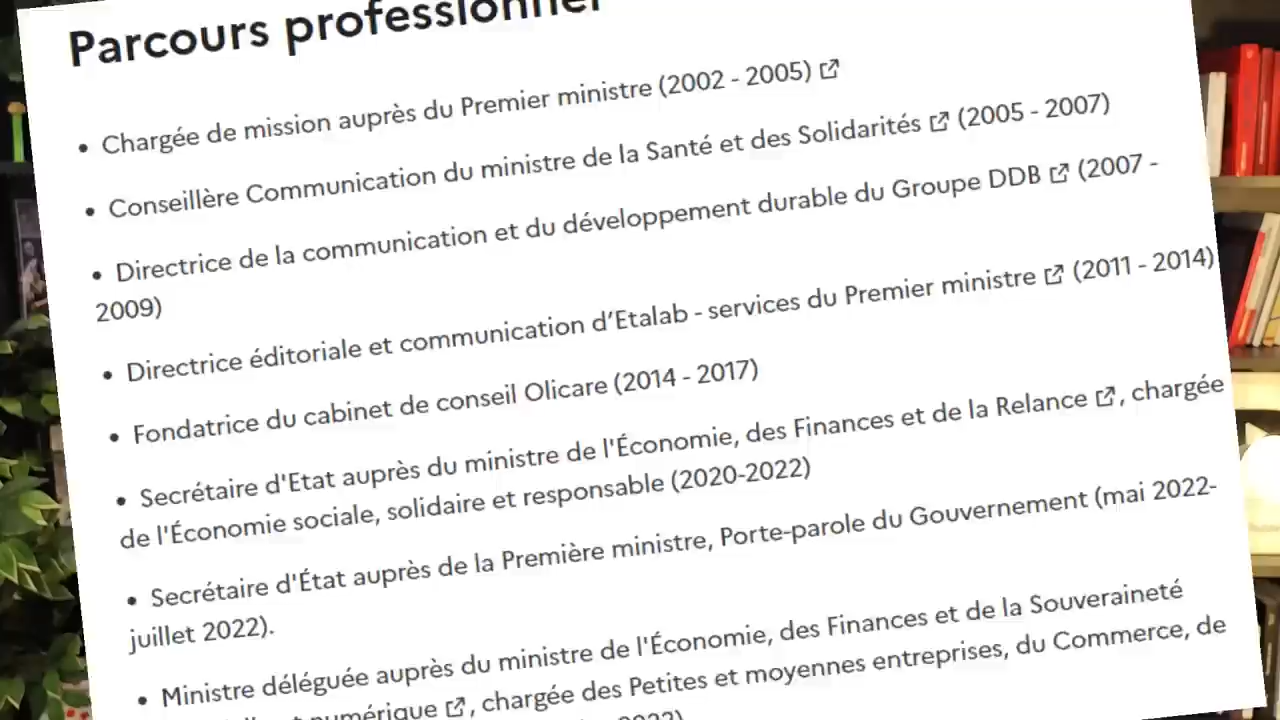 Parcours professionnel
• Chargée de mission auprès du Premier ministre (2002 - 2005)
• Conseillère Communication du ministre de la Santé et des Solidarités (2005 - 2007)
• Directrice de la communication et du développement durable du Groupe DDB (2007 -
2009)
• Directrice éditoriale et communication d’Etalab - services du Premier ministre (2011 - 2014)
• Fondatrice du cabinet de conseil Olicare (2014 - 2017)
• Secrétaire d'Etat auprès du ministre de l'Économie, des Finances et de la Relance , chargée
de l'Économie sociale, solidaire et responsable (2020-2022)
• Secrétaire d'État auprès de la Première ministre, Porte-parole du Gouvernement (mai 2022-
juillet 2022).
• Ministre déléguée auprès du ministre de l'Économie, des Finances et de la Souveraineté
numérique , chargée des Petites et moyennes entreprises, du Commerce, de